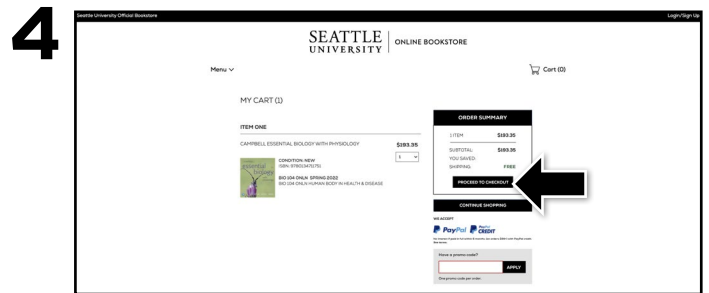 4
Seattle University Official Bookstore
Login/Sign Up
SEATTLE
UNIVERSITY
ONLINE BOOKSTORE
Menu
Cart (0)
MY CART (1)
ITEM ONE
CAMPBELL ESSENTIAL BIOLOGY WITH PHYSIOLOGY
$193.35
1
CONDITION: NEW
BIO 104 ONLN SPRING 2022
BIO 104 ONLN HUMAN BODY IN HEALTH & DISEASE
essential
biology
ORDER SUMMARY
1 ITEM
$193.35
SUBTOTAL:
$193.35
YOU SAVED:
SHIPPING:
FREE
PROCEED TO CHECKOUT
CONTINUE SHOPPING
WE ACCEPT
PayPal
PayPal
CREDIT
Have a promo code?
APPLY
One promo code per order.